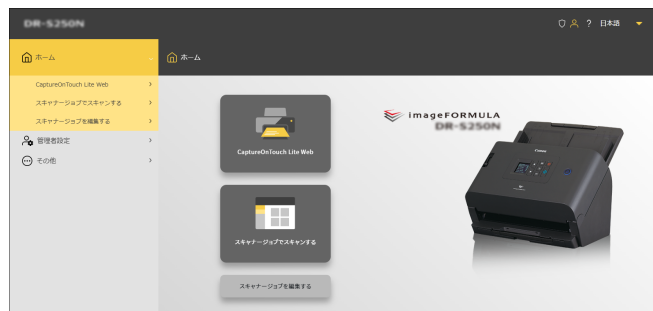 DR-S250N
? 日本語
ホーム
ホーム
CaptureOnTouch Lite Web
スキャナージョブでスキャンする
スキャナージョブを編集する
管理者設定
その他
CaptureOnTouch Lite Web
スキャナージョブでスキャンする
スキャナージョブを編集する
imageFORMULA
DR-S250N
Canon